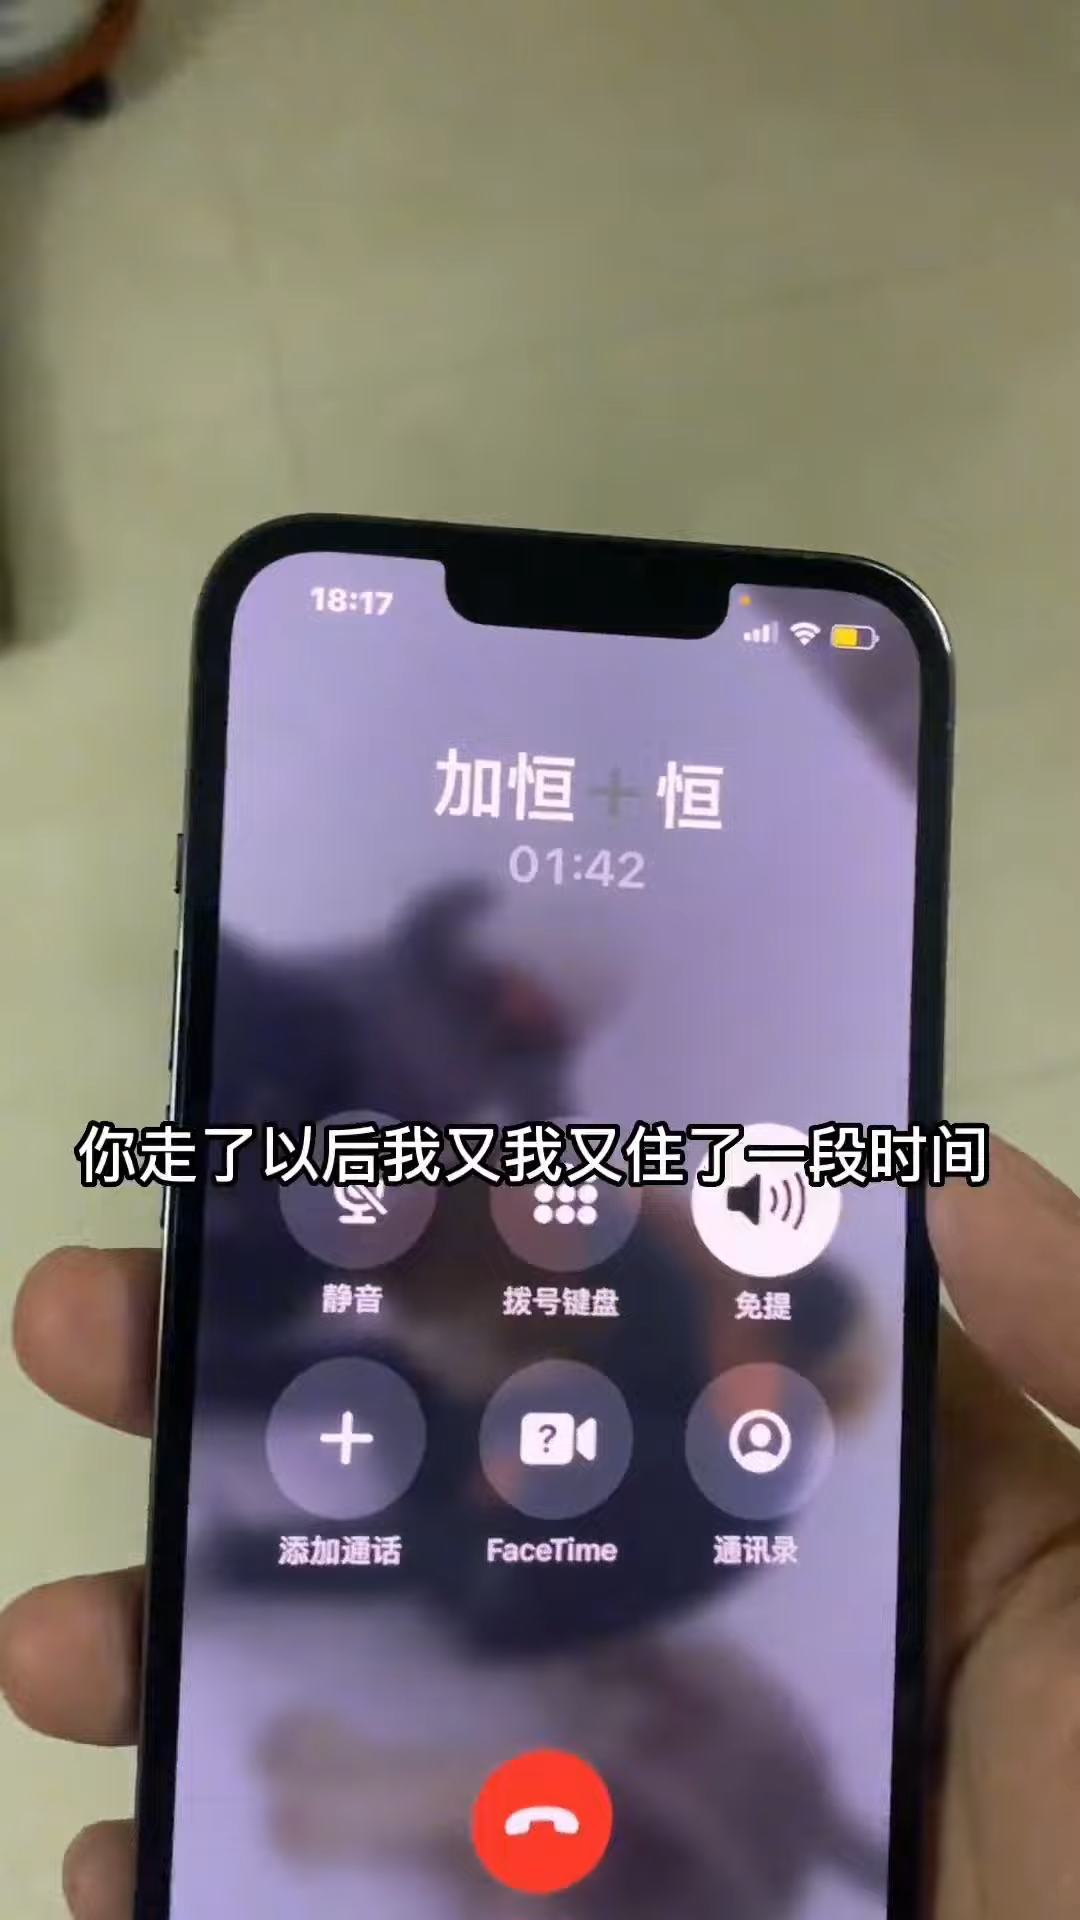 18:17
加恒+恒
01:42
你走了以后我又我又住了一段时间
静音
拨号键盘
免提
?
添加通话
FaceTime
通讯录